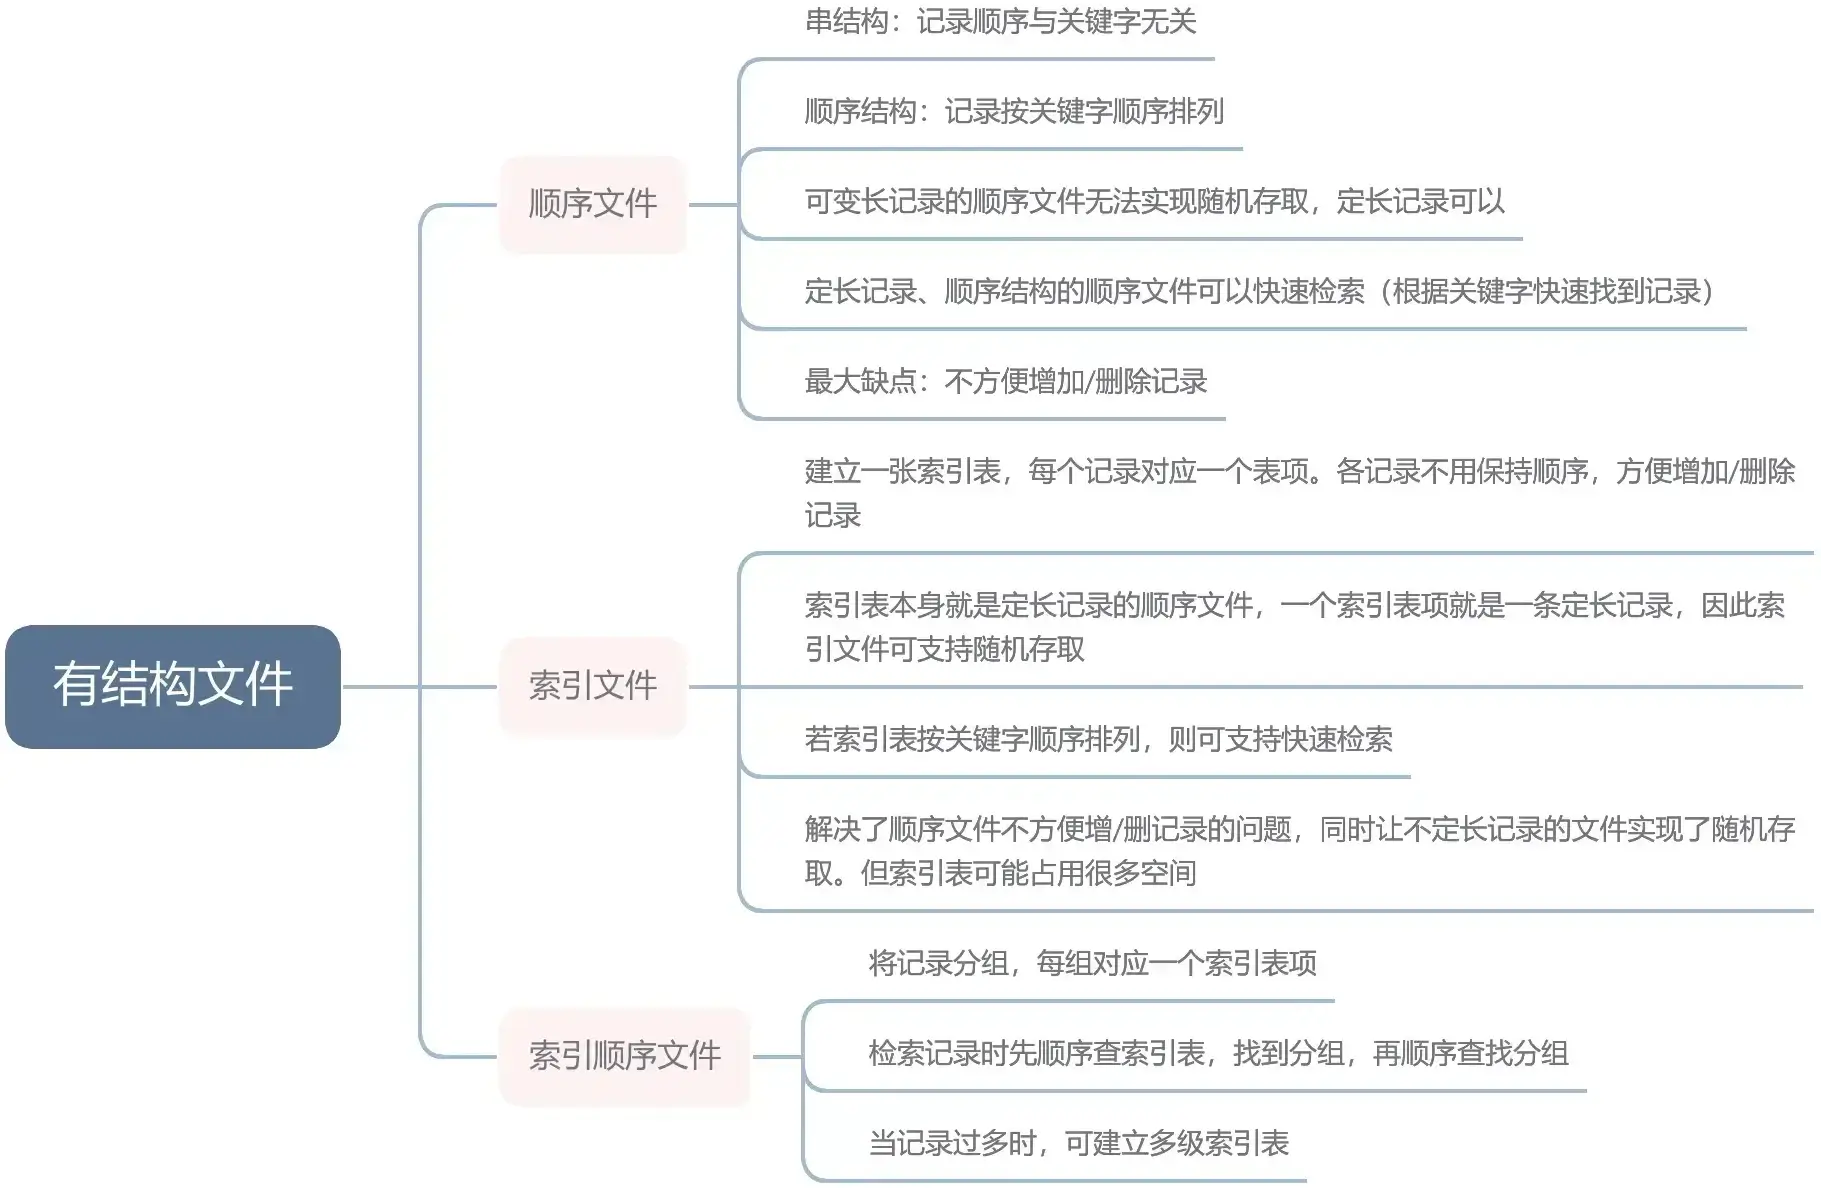 有结构文件
顺序文件
串结构：记录顺序与关键字无关
顺序结构：记录按关键字顺序排列
可变长记录的顺序文件无法实现随机存取，定长记录可以
定长记录、顺序结构的顺序文件可以快速检索（根据关键字快速找到记录）
最大缺点：不方便增加/删除记录
索引文件
建立一张索引表，每个记录对应一个表项。各记录不用保持顺序，方便增加/删除
记录
索引表本身就是定长记录的顺序文件，一个索引表项就是一条定长记录，因此索
引文件可支持随机存取
若索引表按关键字顺序排列，则可支持快速检索
解决了顺序文件不方便增/删记录的问题，同时让不定长记录的文件实现了随机存
取。但索引表可能占用很多空间
索引顺序文件
将记录分组，每组对应一个索引表项
检索记录时先顺序查索引表，找到分组，再顺序查找分组
当记录过多时，可建立多级索引表